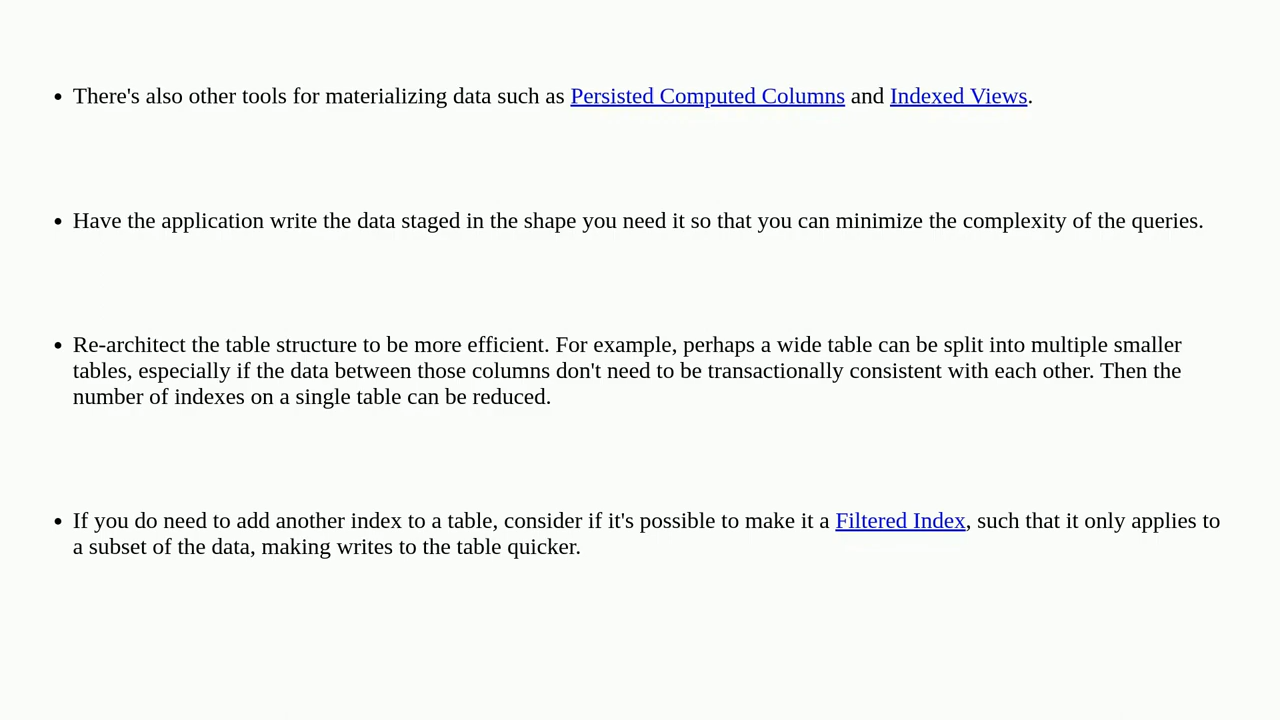 • There's also other tools for materializing data such as Persisted Computed Columns and Indexed Views.
• Have the application write the data staged in the shape you need it so that you can minimize the complexity of the queries.
• Re-architect the table structure to be more efficient. For example, perhaps a wide table can be split into multiple smaller
tables, especially if the data between those columns don't need to be transactionally consistent with each other. Then the
number of indexes on a single table can be reduced.
• If you do need to add another index to a table, consider if it's possible to make it a Filtered Index, such that it only applies to
a subset of the data, making writes to the table quicker.